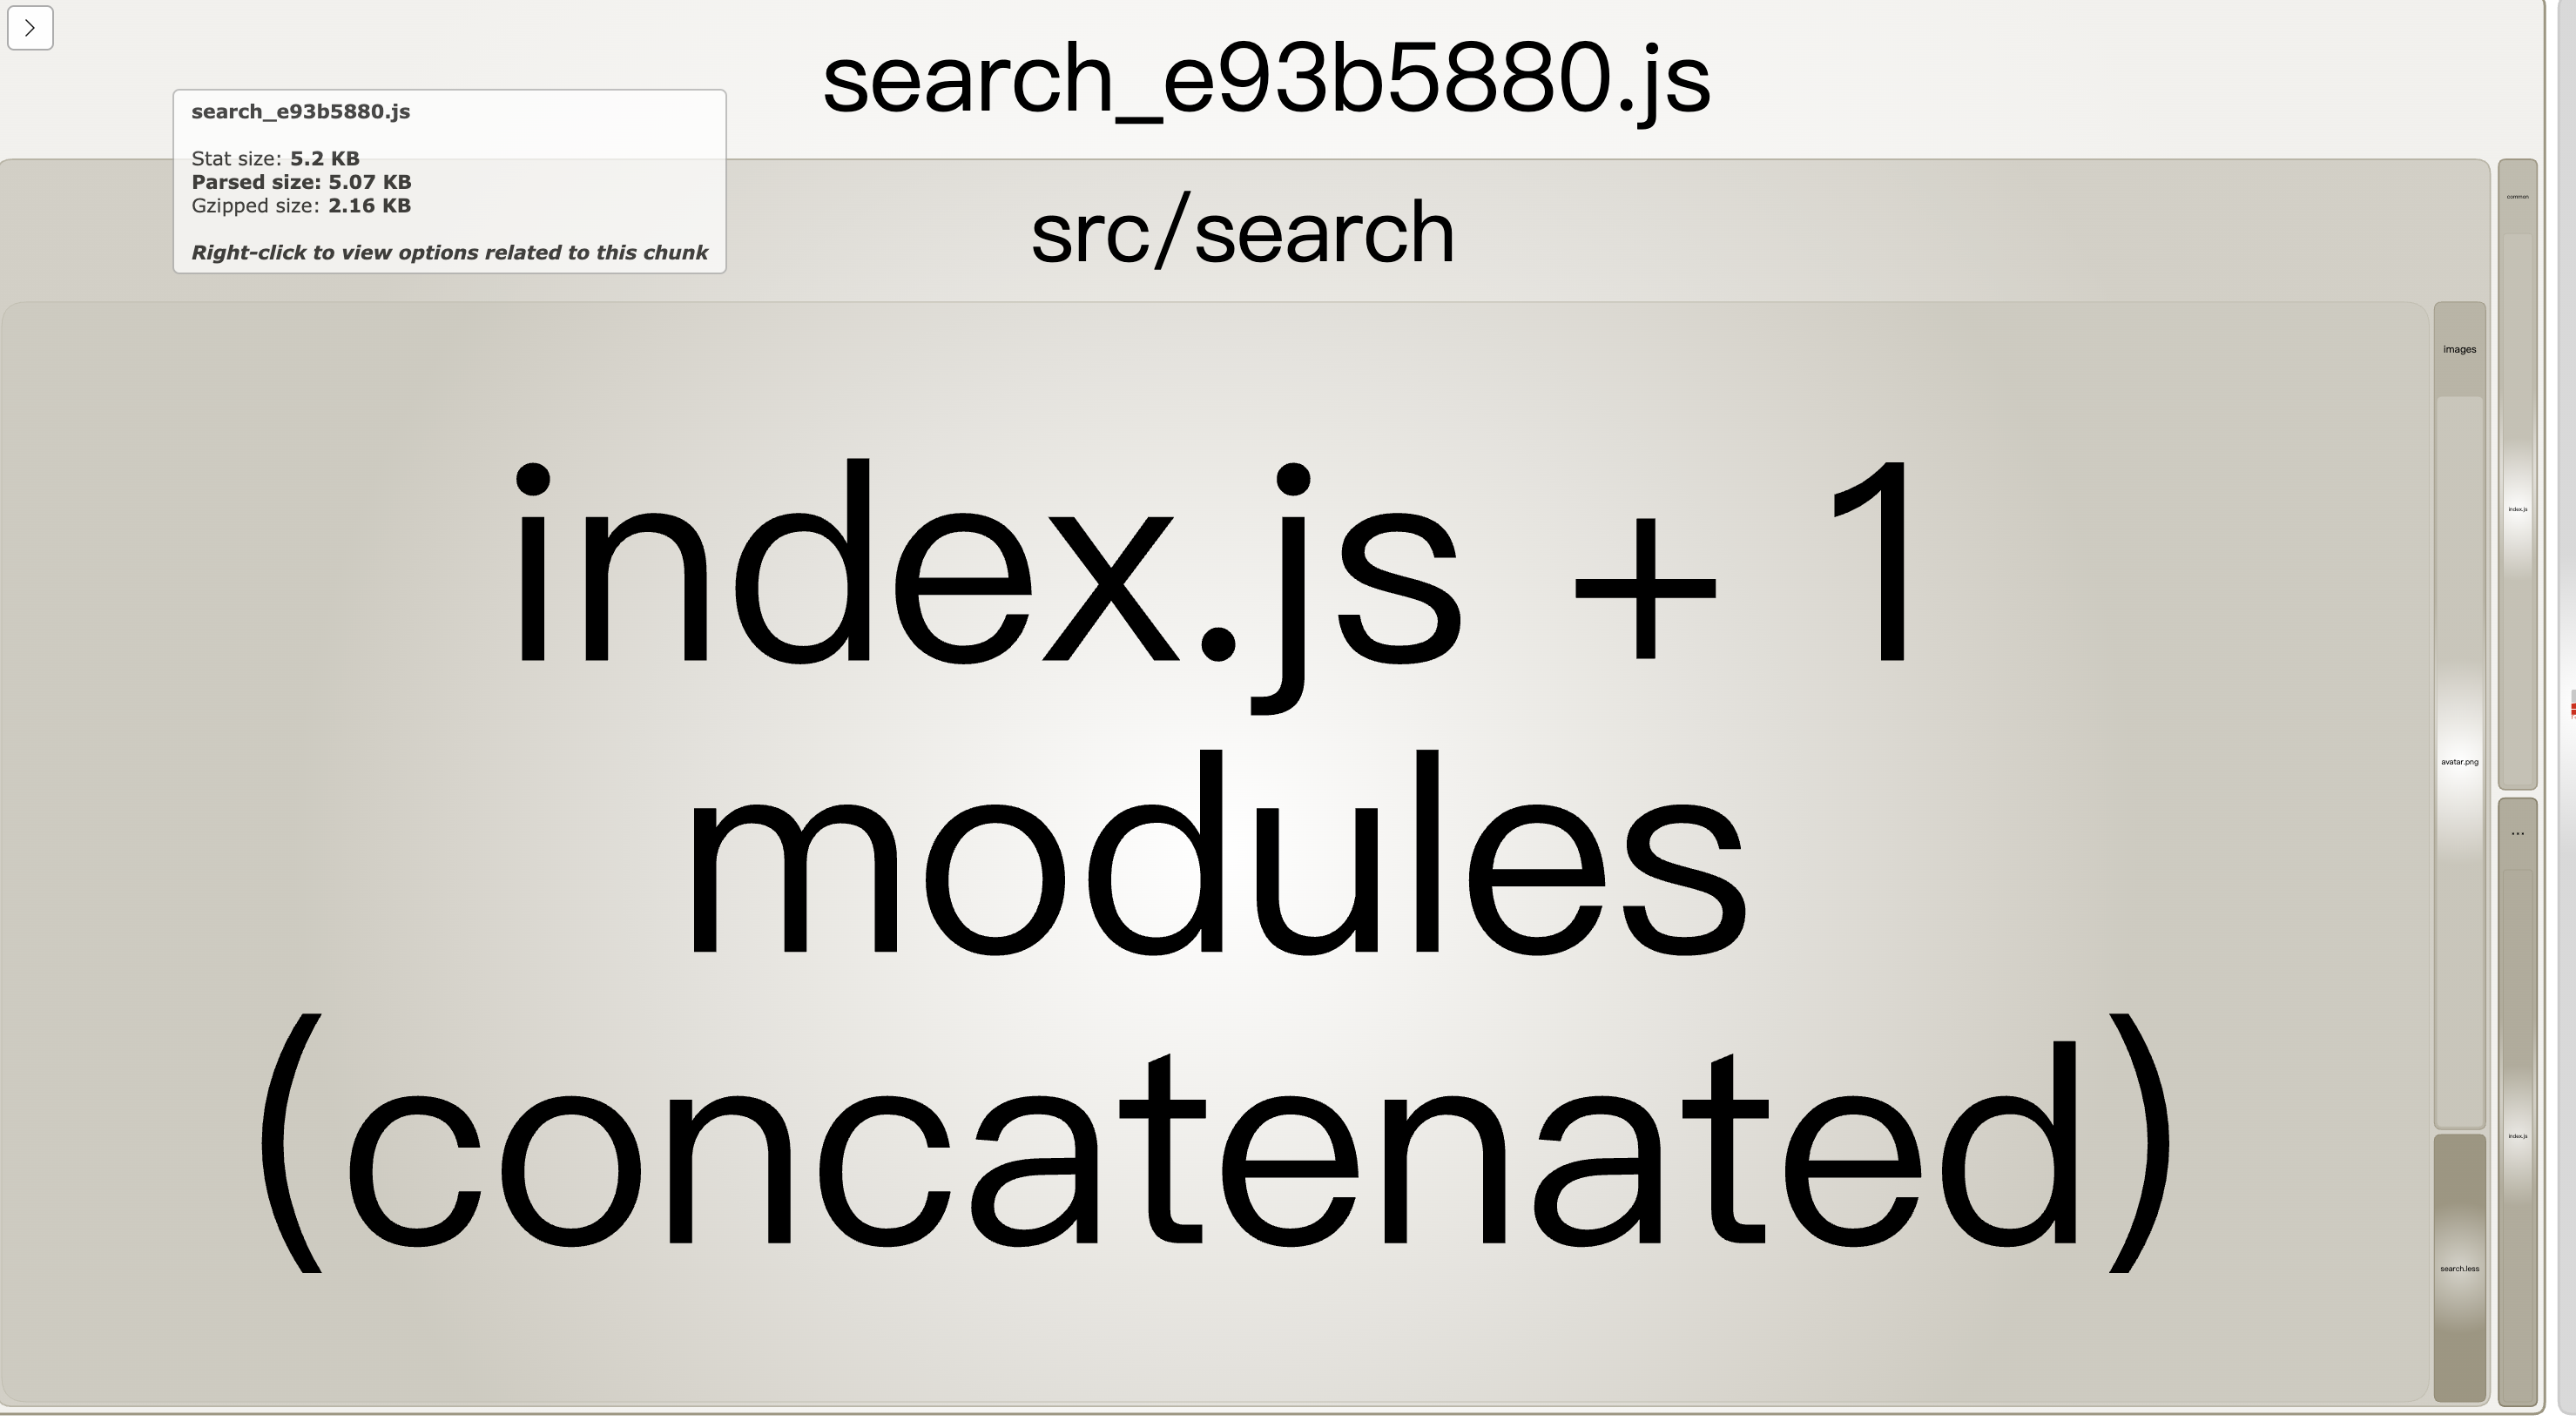 search_e93b5880.js
search_e93b5880.js
Stat size: 5.2 KB
Parsed size: 5.07 KB
Gzipped size: 2.16 KB
Right-click to view options related to this chunk
src/search
common
images
index.js + 1
modules
(concatenated)
index.js
avatar.png
...
index.js
search.less